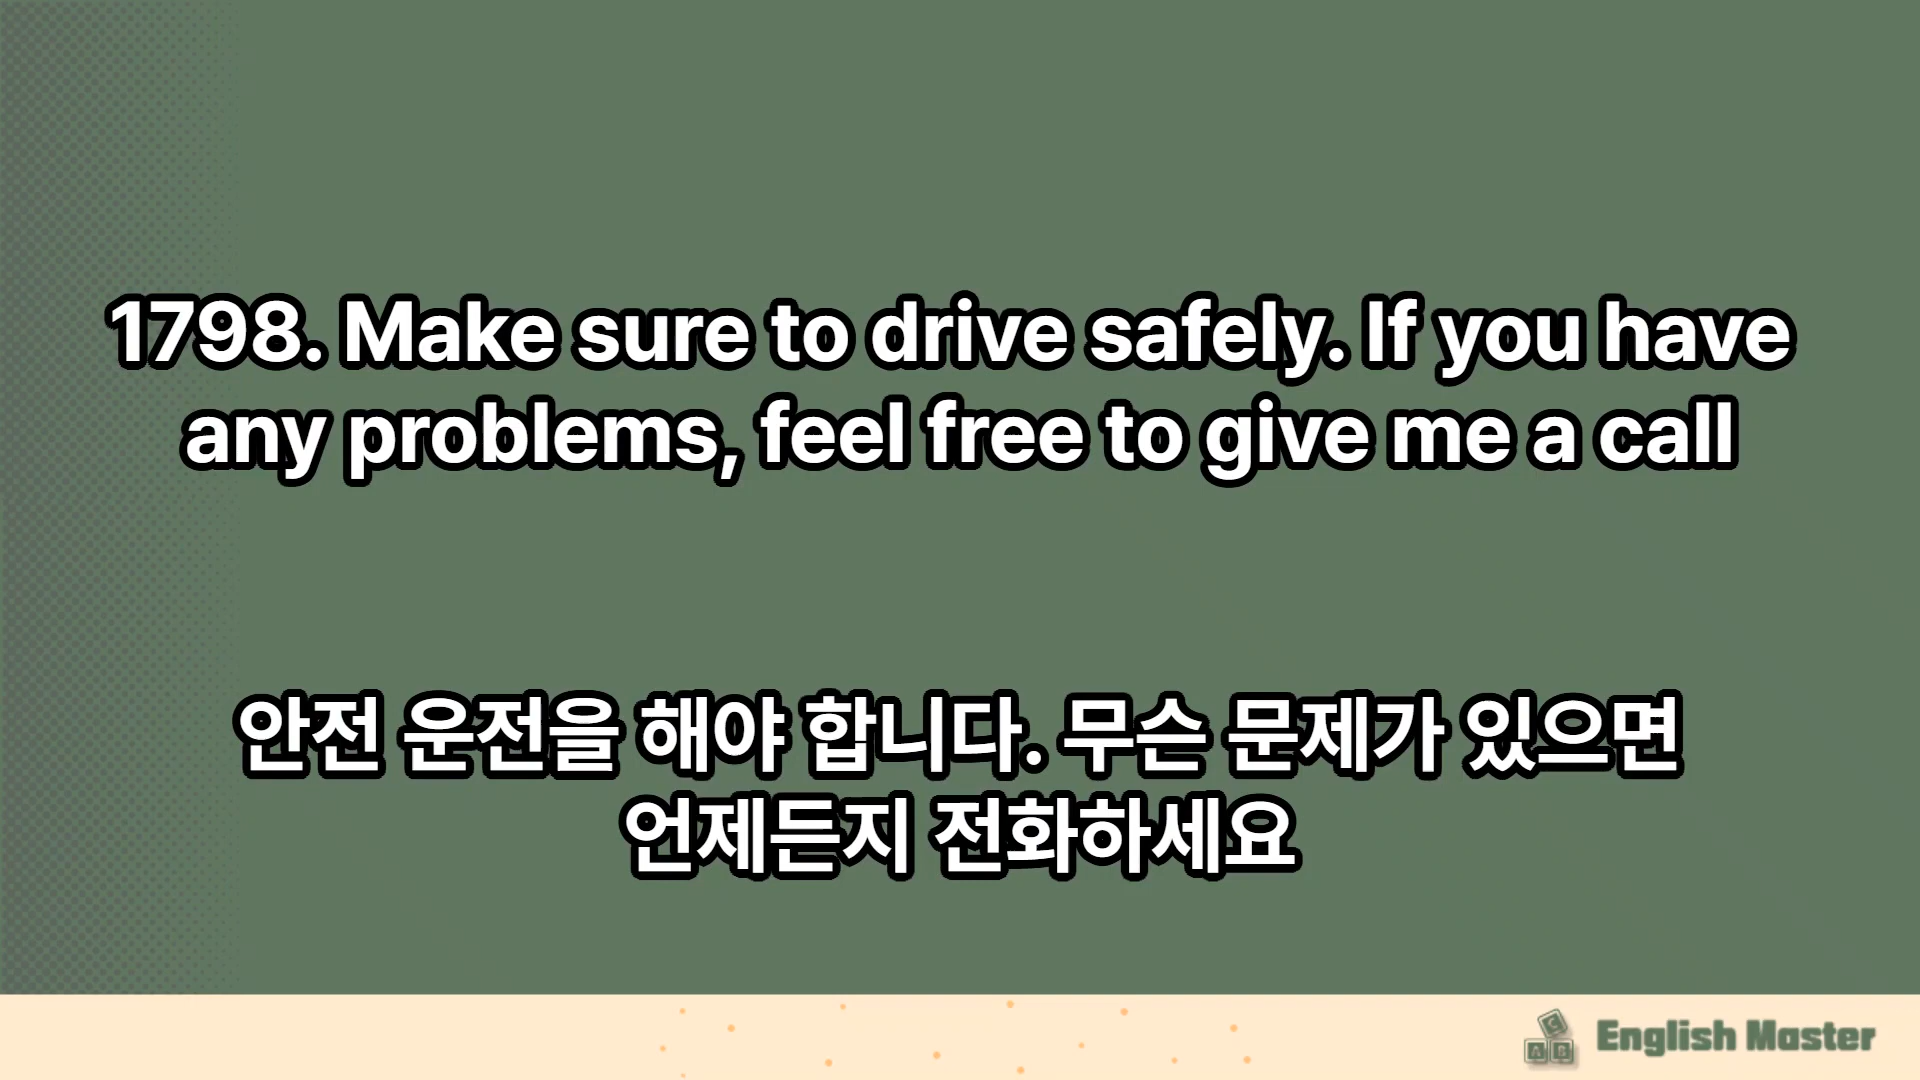 1798. Make sure to drive safely. If you have
any problems, feel free to give me a call
안전 운전을 해야 합니다. 무슨 문제가 있으면
언제든지 전화하세요
C
A B
English Master